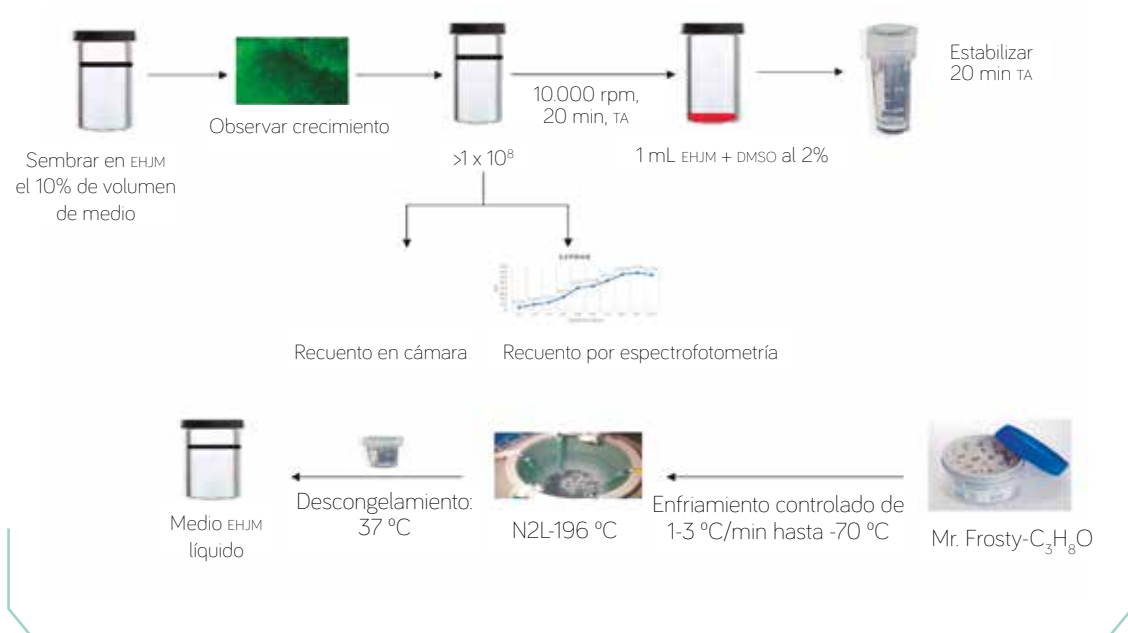 Sembrar en EHJM
el 10% de volumen
de medio
Observar crecimiento
>1 x 10⁸
10.000 rpm,
20 min, TA
1 mL EHJM + DMSO al 2%
Estabilizar
20 min TA
Recuento en cámara
Recuento por espectrofotometría
Mr. Frosty-C₃H₈O
Enfriamiento controlado de
1-3 ºC/min hasta -70 ºC
N2L-196 ºC
Descongelamiento:
37 ºC
Medio EHJM
líquido